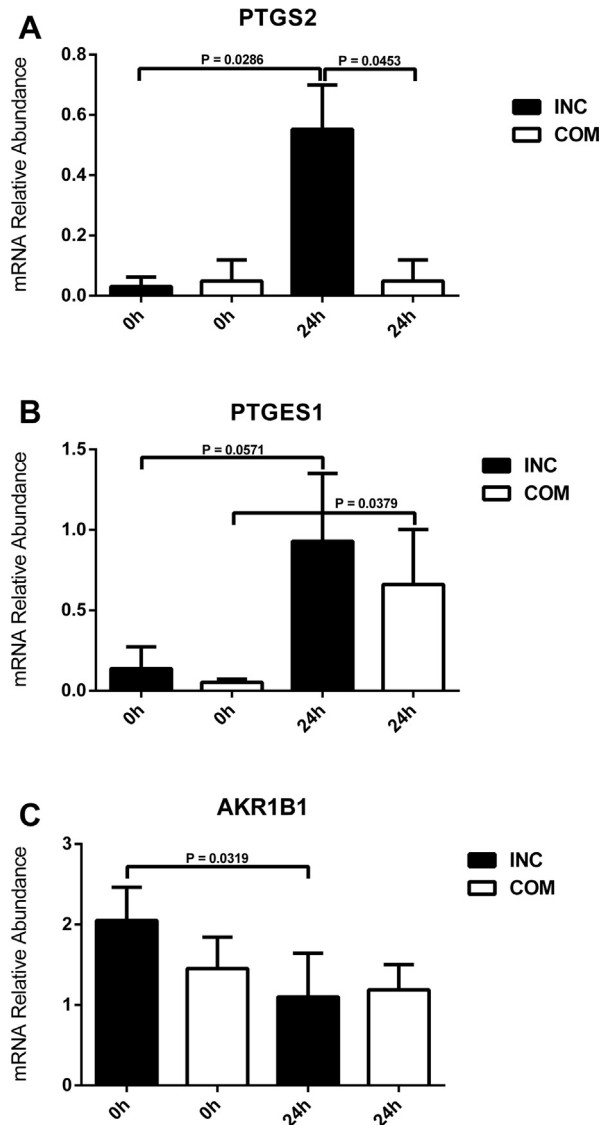 A
PTGS2
mRNA Relative Abundance
0.8
0.6
0.4
0.2
0.0
P = 0.0286
P = 0.0453
INC
COM
0h
0h
24h
24h
B
PTGES1
mRNA Relative Abundance
1.5
1.0
0.5
0.0
P = 0.0571
P = 0.0379
INC
COM
0h
0h
24h
24h
C
AKR1B1
mRNA Relative Abundance
3
2
1
0
P = 0.0319
INC
COM
0h
0h
24h
24h